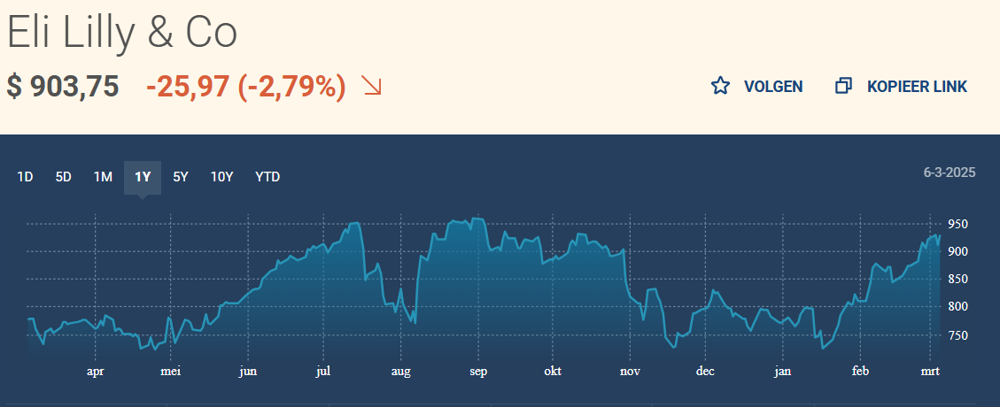 Eli Lilly & Co
$ 903,75 -25,97 (-2,79%)
VOLGEN KOPIEER LINK
1D 5D 1M 1Y 5Y 10Y YTD
6-3-2025
950
900
850
800
750
apr mei jun jul aug sep okt nov dec jan feb mrt